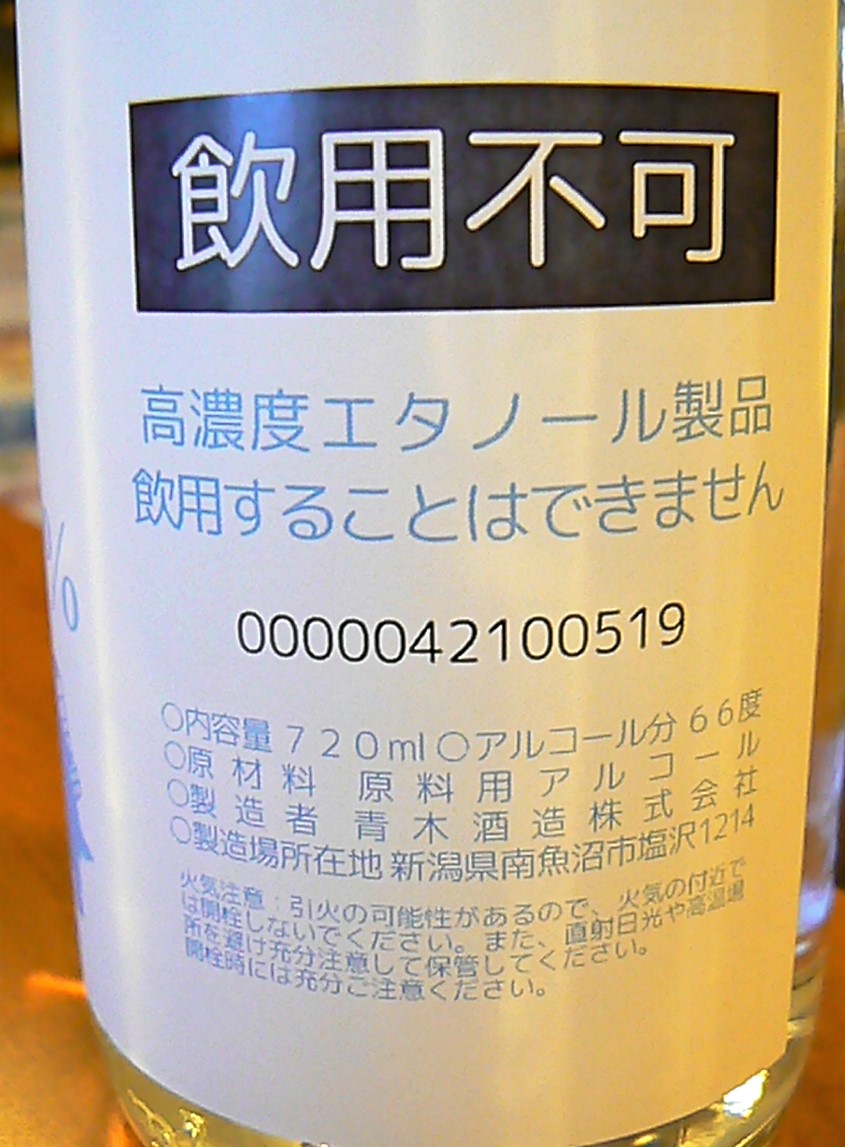 飲用不可
高濃度エタノール製品
飲用することはできません
%
0000042100519
○内容量 720ml ○アルコール分 66度
○原材料 原料用アルコール
○製造者 青木酒造株式会社
○製造場所在地 新潟県南魚沼市塩沢1214
火気注意：引火の可能性があるので、火気の付近で
は開栓しないでください。また、直射日光や高温場
所を避け充分注意して保管してください。
開栓時には充分ご注意ください。